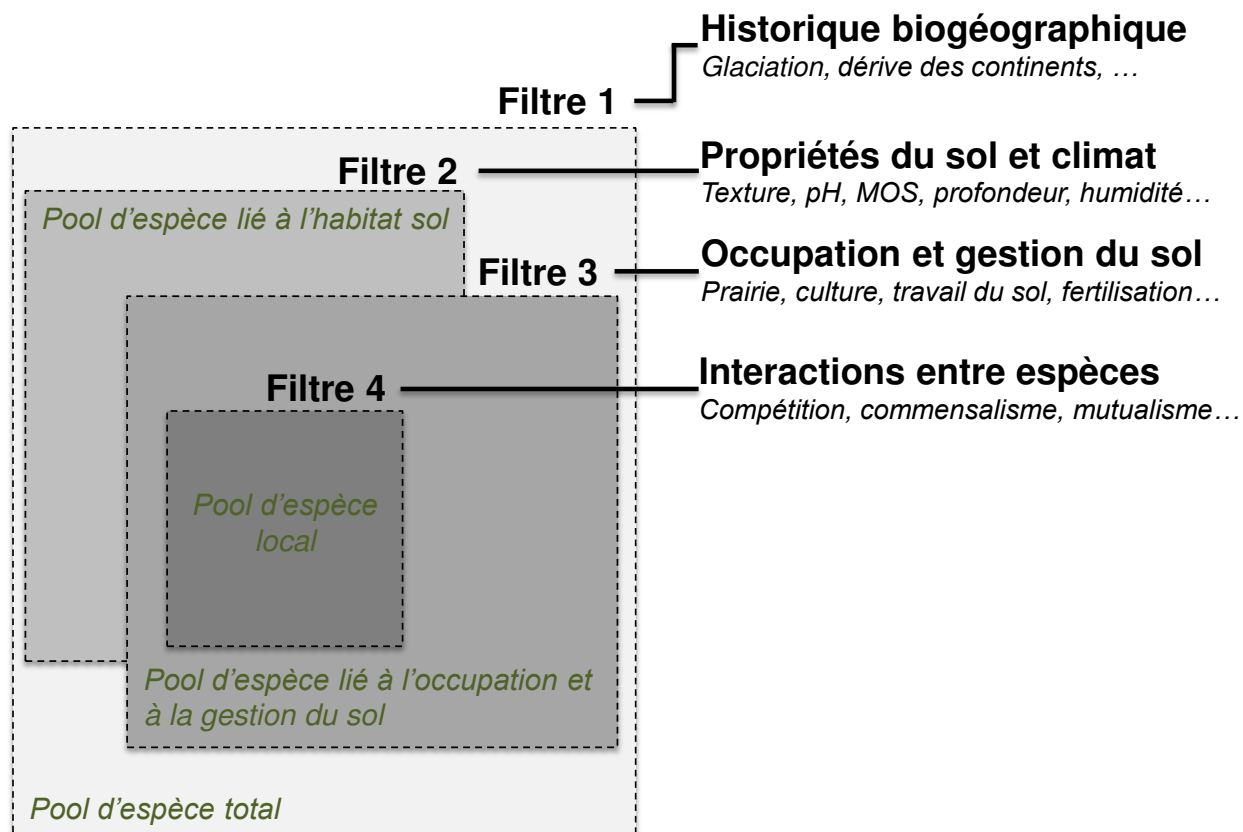 Historique biogéographique
Glaciation, dérive des continents, …
Filtre 1
Propriétés du sol et climat
Filtre 2
Texture, pH, MOS, profondeur, humidité…
Pool d’espèce lié à l’habitat sol
Occupation et gestion du sol
Filtre 3
Prairie, culture, travail du sol, fertilisation…
Interactions entre espèces
Filtre 4
Compétition, commensalisme, mutualisme…
Pool d’espèce
local
Pool d’espèce lié à l’occupation et
à la gestion du sol
Pool d’espèce total